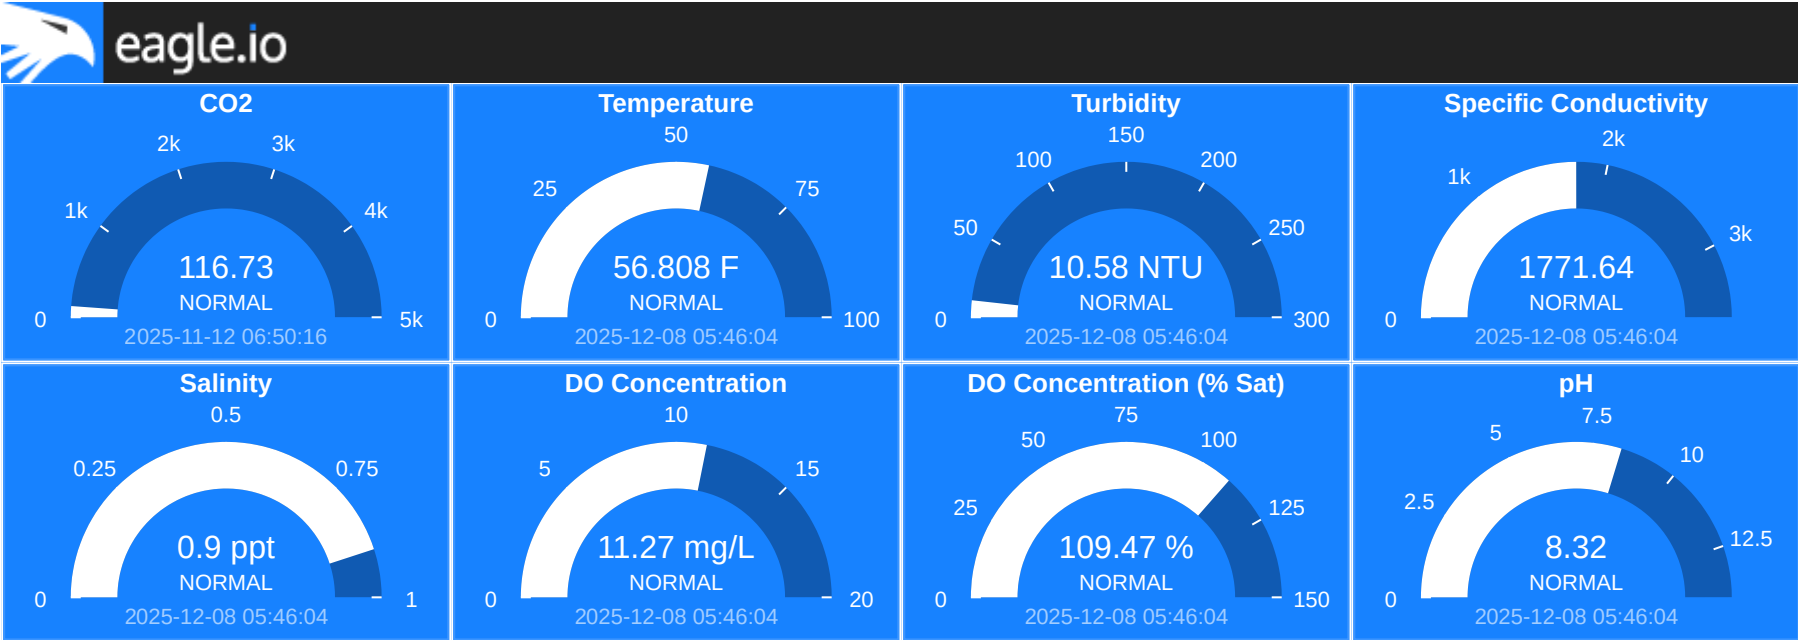 eagle.io
CO2
2k 3k
1k 4k
116.73
NORMAL
0 5k
2025-11-12 06:50:16
Temperature
50
25 75
56.808 F
NORMAL
0 100
2025-12-08 05:46:04
Turbidity
150
100 200
50 250
10.58 NTU
NORMAL
0 300
2025-12-08 05:46:04
Specific Conductivity
2k
1k
3k
1771.64
NORMAL
0
2025-12-08 05:46:04
Salinity
0.5
0.25 0.75
0.9 ppt
NORMAL
0 1
2025-12-08 05:46:04
DO Concentration
10
5 15
11.27 mg/L
NORMAL
0 20
2025-12-08 05:46:04
DO Concentration (% Sat)
75
50 100
25 125
109.47 %
NORMAL
0 150
2025-12-08 05:46:04
pH
7.5
5 10
2.5 12.5
8.32
NORMAL
0
2025-12-08 05:46:04